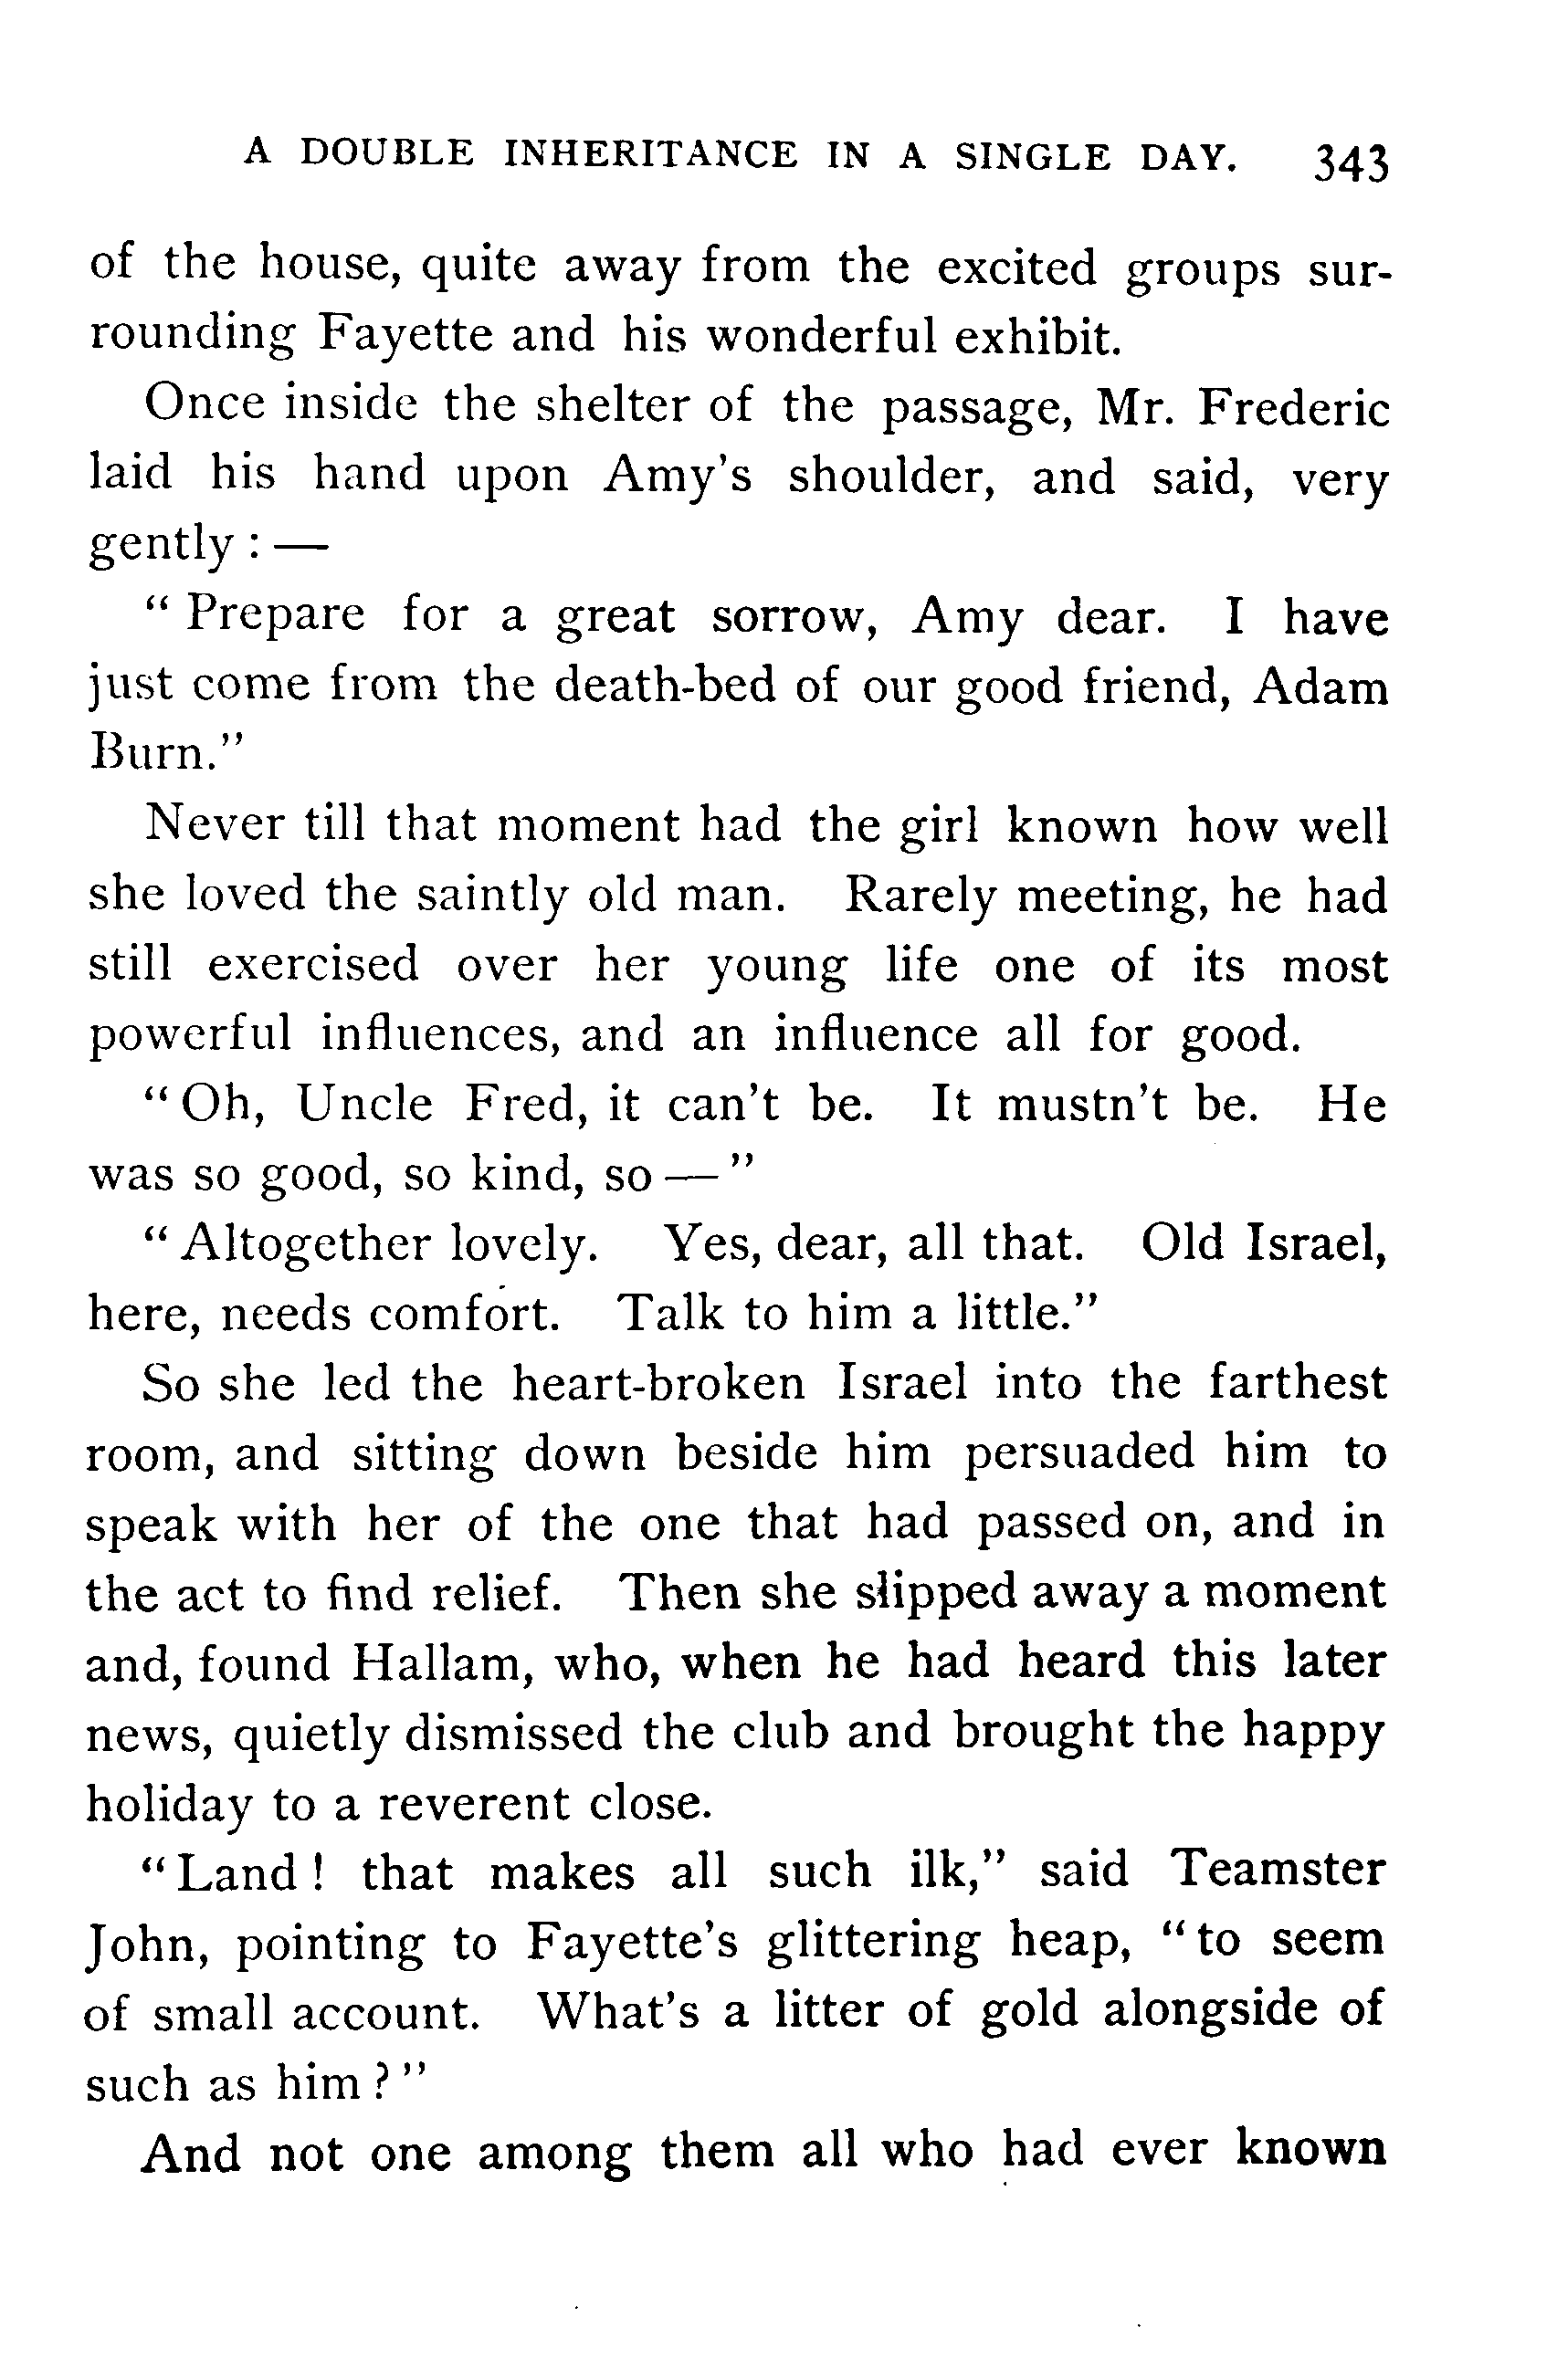 A DOUBLE INHERITANCE IN A SINGLE DAY. 343
of the house, quite away from the excited groups sur-
rounding Fayette and his wonderful exhibit.
Once inside the shelter of the passage, Mr. Frederic
laid his hand upon Amy's shoulder, and said, very
gently : —
“ Prepare for a great sorrow, Amy dear. I have
just come from the death-bed of our good friend, Adam
Burn.”
Never till that moment had the girl known how well
she loved the saintly old man. Rarely meeting, he had
still exercised over her young life one of its most
powerful influences, and an influence all for good.
“ Oh, Uncle Fred, it can't be. It mustn't be. He
was so good, so kind, so — ”
“ Altogether lovely. Yes, dear, all that. Old Israel,
here, needs comfort. Talk to him a little.”
So she led the heart-broken Israel into the farthest
room, and sitting down beside him persuaded him to
speak with her of the one that had passed on, and in
the act to find relief. Then she slipped away a moment
and, found Hallam, who, when he had heard this later
news, quietly dismissed the club and brought the happy
holiday to a reverent close.
“ Land ! that makes all such ilk,” said Teamster
John, pointing to Fayette's glittering heap, “ to seem
of small account. What's a litter of gold alongside of
such as him ? ”
And not one among them all who had ever known